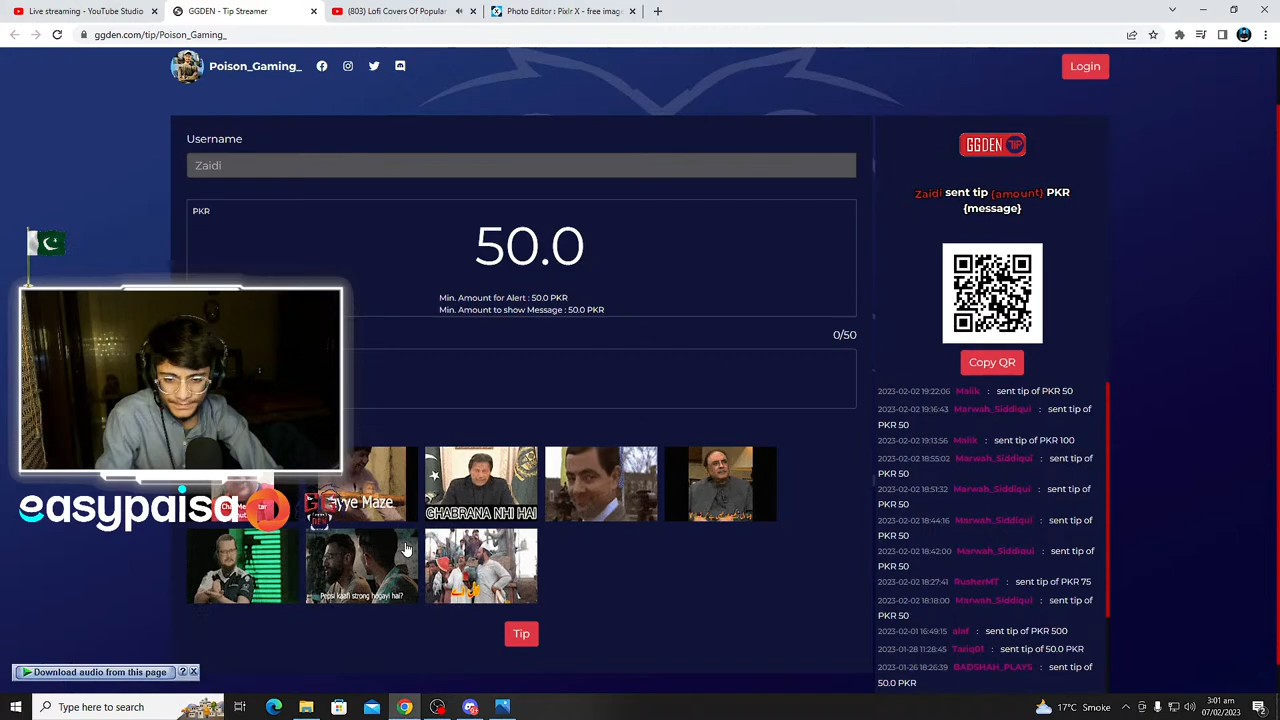 Live streaming - YouTube Studio
GGDEN - Tip Streamer
(803) Lofi Covers Of Popular
Photo Editor : Pixlr X - free imag
ggden.com/tip/Poison_Gaming_
Poison_Gaming_
Login
Username
Zaidi
PKR
50.0
Min. Amount for Alert : 50.0 PKR
Min. Amount to show Message : 50.0 PKR
0/50
ayye Maze
GHABRANA NHI HAI
easypaisa
Pepsi kaafi strong hogayi hai?
Tip
GGDEN TIP
Zaidi sent tip {amount} PKR
{message}
Copy QR
2023-02-02 19:22:06 Malik : sent tip of PKR 50
2023-02-02 19:16:43 Marwah_Siddiqui : sent tip of
PKR 50
2023-02-02 19:13:56 Malik : sent tip of PKR 100
2023-02-02 18:55:02 Marwah_Siddiqui : sent tip of
PKR 50
2023-02-02 18:51:32 Marwah_Siddiqui : sent tip of
PKR 50
2023-02-02 18:44:16 Marwah_Siddiqui : sent tip of
PKR 50
2023-02-02 18:42:00 Marwah_Siddiqui : sent tip of
PKR 50
2023-02-02 18:27:41 RusherMT : sent tip of PKR 75
2023-02-02 18:18:00 Marwah_Siddiqui : sent tip of
PKR 50
2023-02-01 16:49:15 alaf : sent tip of PKR 500
2023-01-28 11:28:45 Tariq01 : sent tip of 50.0 PKR
2023-01-26 18:26:39 BADSHAH_PLAYS : sent tip of
50.0 PKR
Download audio from this page ? X
Type here to search
17°C Smoke
3:01 am
07/02/2023